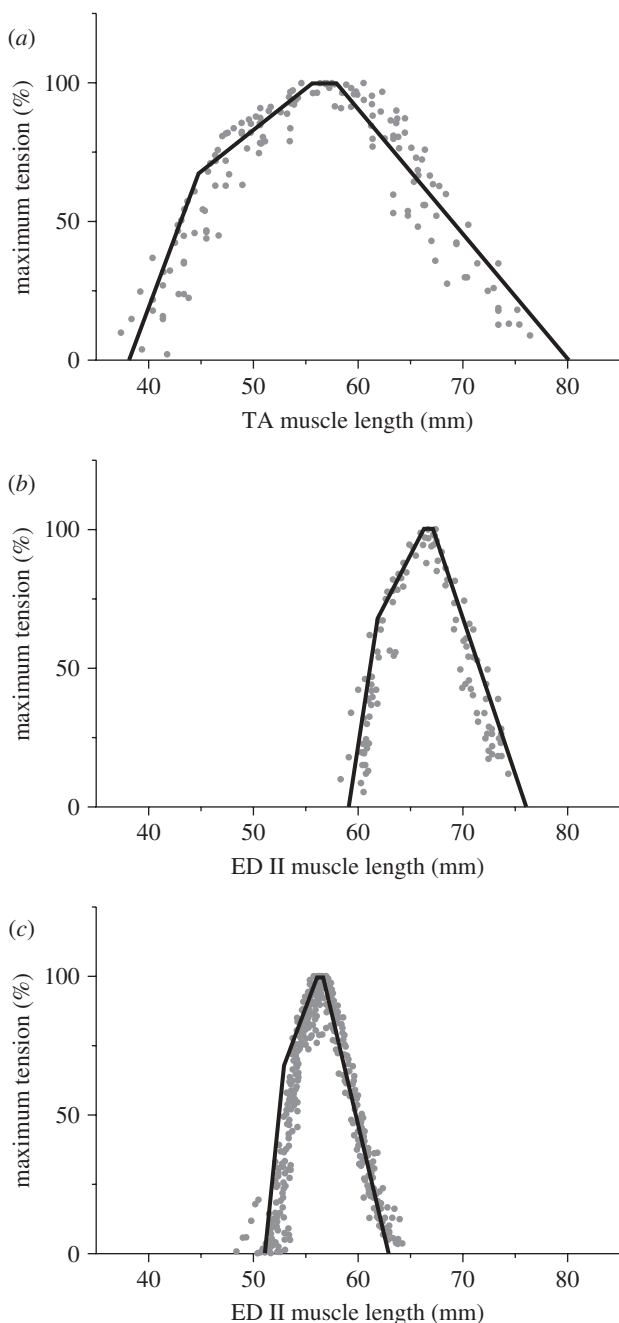 (a)
maximum tension (%)
100
50
0
40 50 60 70 80
TA muscle length (mm)
(b)
maximum tension (%)
100
50
0
40 50 60 70 80
ED II muscle length (mm)
(c)
maximum tension (%)
100
50
0
40 50 60 70 80
ED II muscle length (mm)